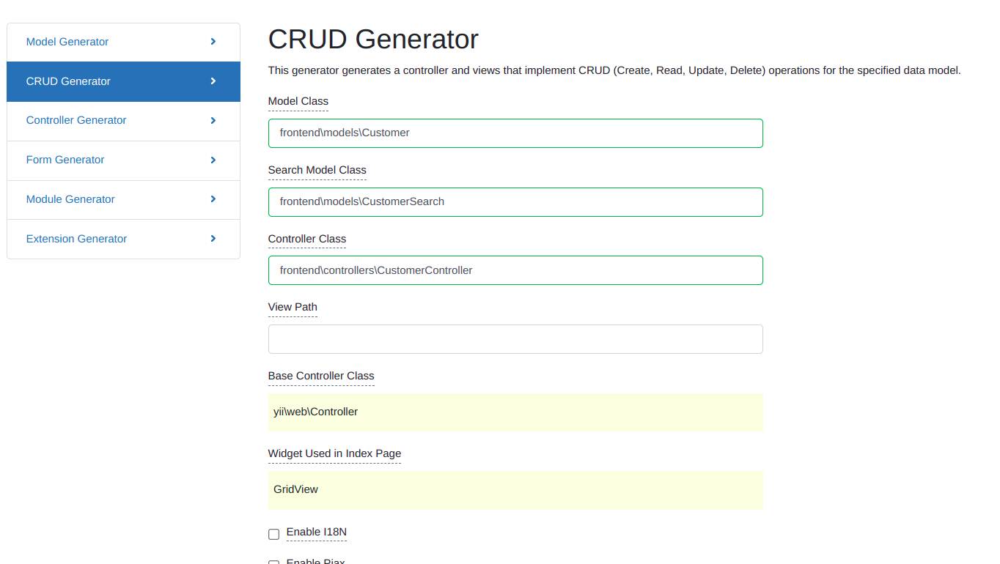 Model Generator
CRUD Generator
Controller Generator
Form Generator
Module Generator
Extension Generator
CRUD Generator
This generator generates a controller and views that implement CRUD (Create, Read, Update, Delete) operations for the specified data model.
Model Class
frontend\models\Customer
Search Model Class
frontend\models\CustomerSearch
Controller Class
frontend\controllers\CustomerController
View Path
Base Controller Class
yii\web\Controller
Widget Used in Index Page
GridView
Enable I18N
Enable Pjax